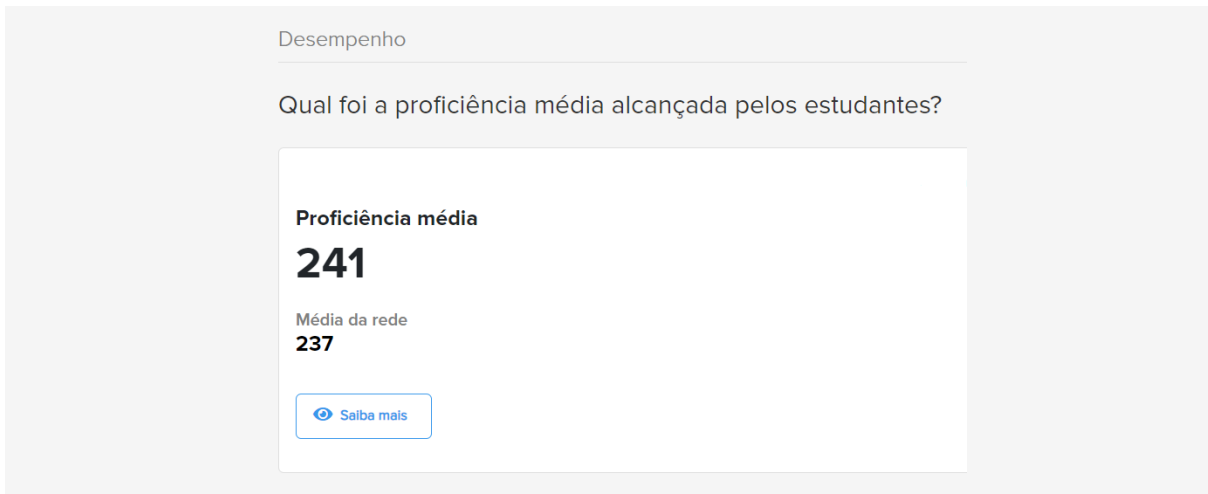 Desempenho
Qual foi a proficiência média alcançada pelos estudantes?
Proficiência média
241
Média da rede
237
Saiba mais